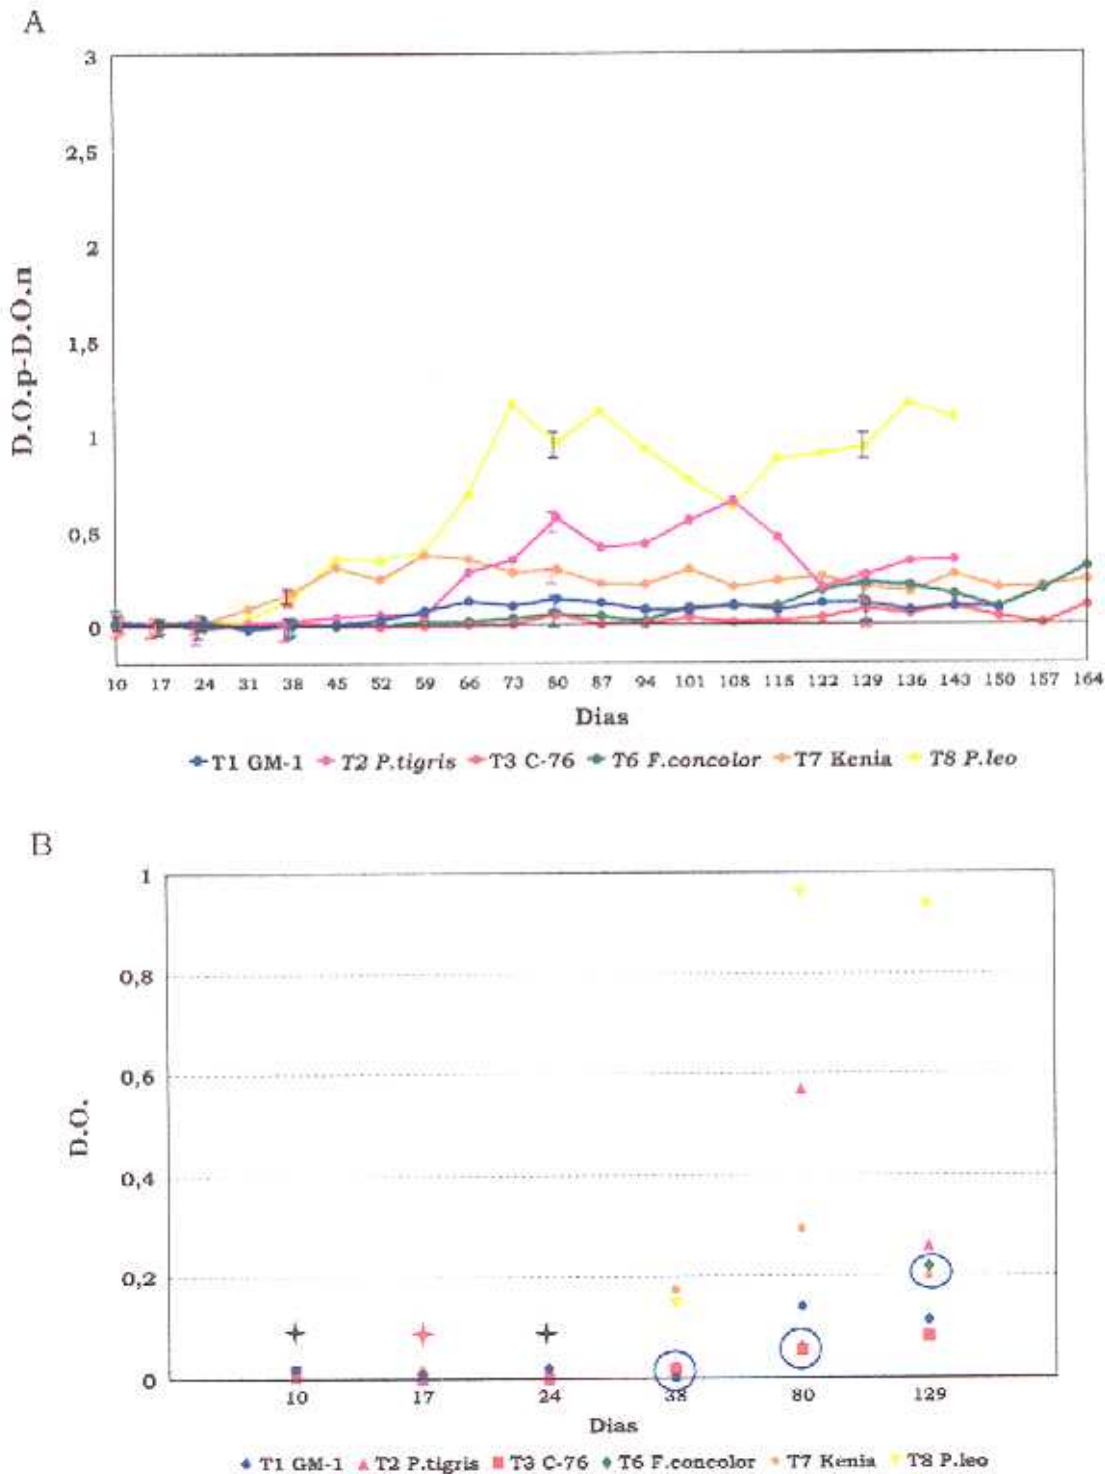 A
3
2,5
2
1,5
1
0,5
0
D.O.p-D.O.n
10 17 24 31 38 45 52 59 66 73 80 87 94 101 108 115 122 129 136 143 150 157 164
Dias
T1 GM-1 T2 P.tigris T3 C-76 T6 F.concolor T7 Kenia T8 P.leo
B
1
0,8
0,6
0,4
0,2
0
D.O.
10 17 24 38 80 129
Dias
T1 GM-1 T2 P.tigris T3 C-76 T6 F.concolor T7 Kenia T8 P.leo